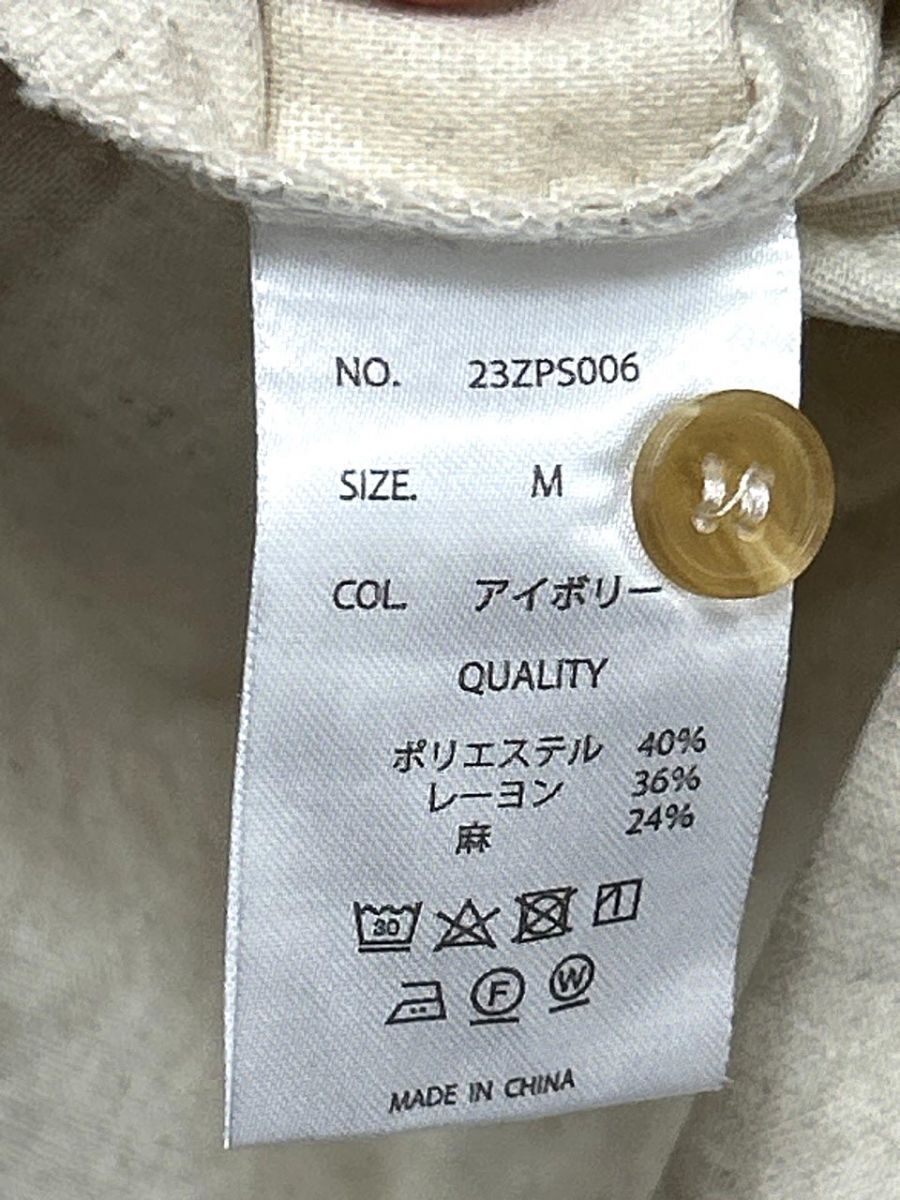 NO. 23ZPS006
SIZE. M
COL. アイボリー
QUALITY
ポリエステル 40%
レーヨン 36%
麻 24%
30
F W
MADE IN CHINA